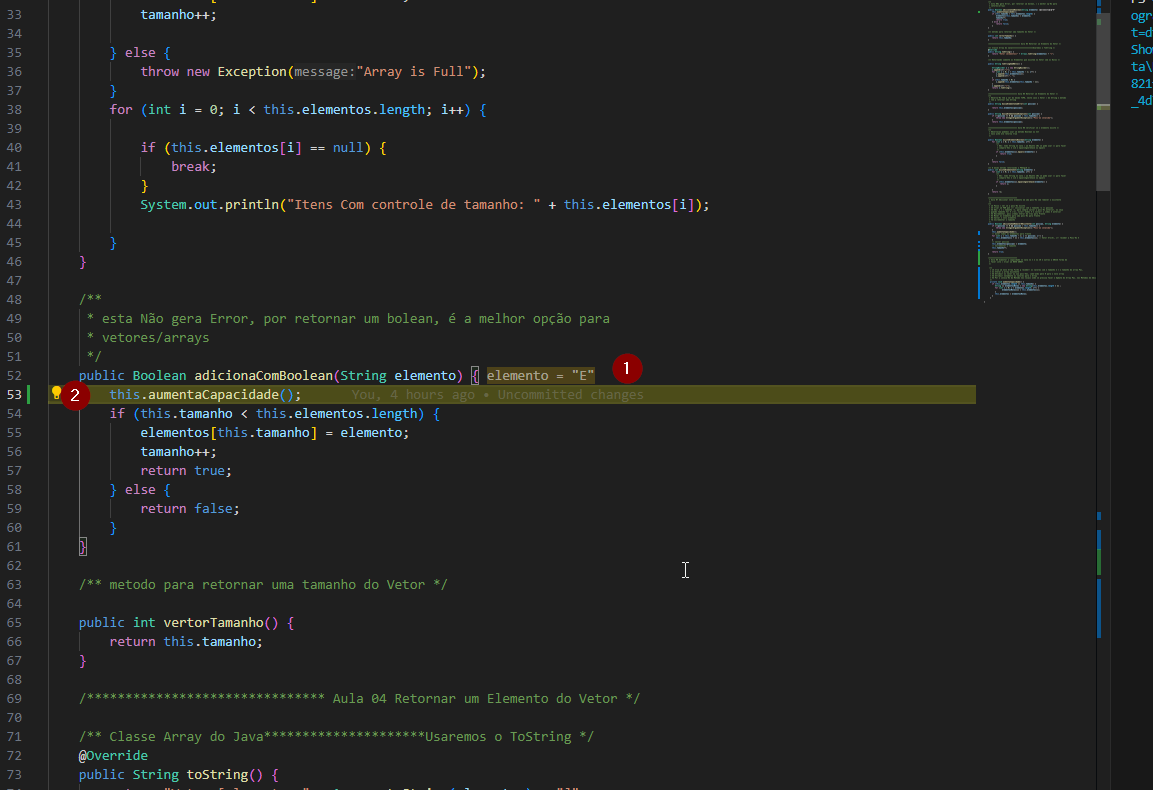 33 tamanho++;
34
35 } else {
36 throw new Exception(message:"Array is Full");
37 }
38 for (int i = 0; i < this.elementos.length; i++) {
39
40 if (this.elementos[i] == null) {
41 break;
42 }
43 System.out.println("Itens Com controle de tamanho: " + this.elementos[i]);
44
45 }
46 }
47
48 /**
49 * esta Não gera Error, por retornar um bolean, é a melhor opção para
50 * vetores/arrays
51 */
52 public Boolean adicionaComBoolean(String elemento) { elemento = "E" 1
53 2 this.aumentaCapacidade(); You, 4 hours ago • Uncommitted changes
54 if (this.tamanho < this.elementos.length) {
55 elementos[this.tamanho] = elemento;
56 tamanho++;
57 return true;
58 } else {
59 return false;
60 }
61 }
62
63 /** metodo para retornar uma tamanho do Vetor */
64
65 public int vertorTamanho() {
66 return this.tamanho;
67 }
68
69 /******************************* Aula 04 Retornar um Elemento do Vetor */
70
71 /** Classe Array do Java*********************Usaremos o ToString */
72 @Override
73 public String toString() {
ogr
t=d
Sho
ta\
821
_4d